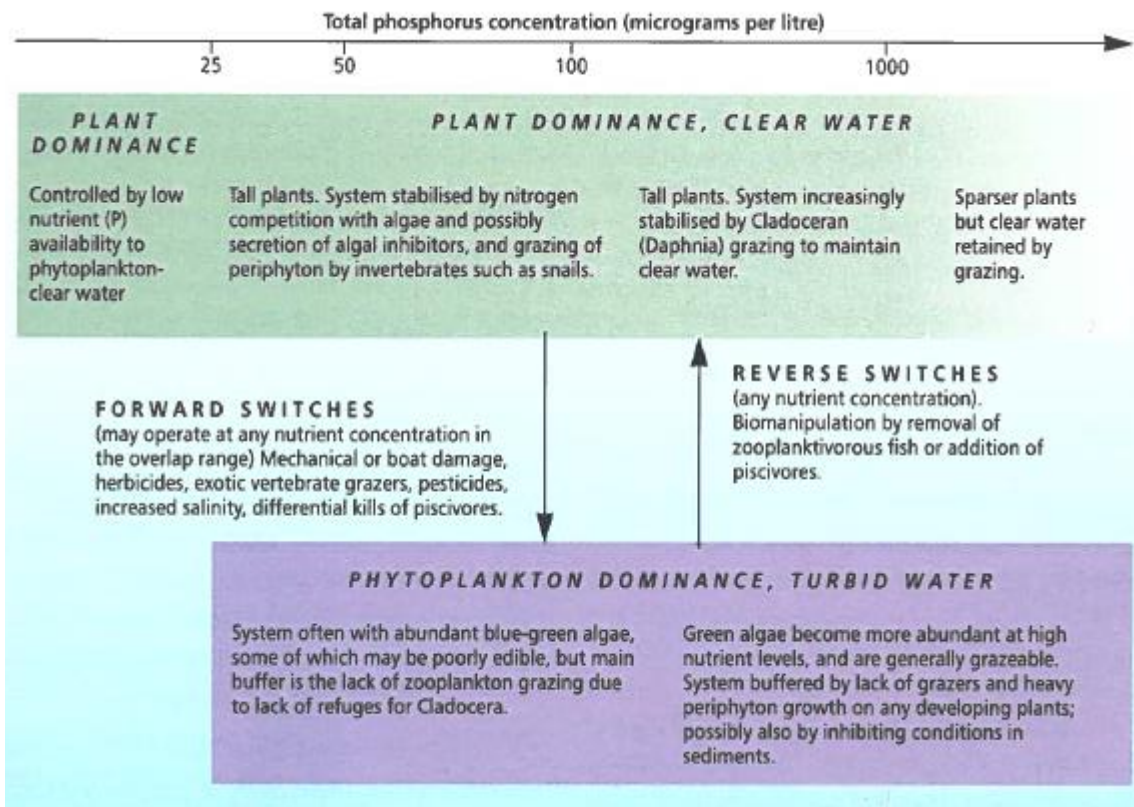 Total phosphorus concentration (micrograms per litre)
25 50 100 1000
PLANT
DOMINANCE
Controlled by low
nutrient (P)
availability to
phytoplankton-
clear water
PLANT DOMINANCE, CLEAR WATER
Tall plants. System stabilised by nitrogen
competition with algae and possibly
secretion of algal inhibitors, and grazing of
periphyton by invertebrates such as snails.
Tall plants. System increasingly
stabilised by Cladoceran
(Daphnia) grazing to maintain
clear water.
Sparser plants
but clear water
retained by
grazing.
FORWARD SWITCHES
(may operate at any nutrient concentration in
the overlap range) Mechanical or boat damage,
herbicides, exotic vertebrate grazers, pesticides,
increased salinity, differential kills of piscivores.
REVERSE SWITCHES
(any nutrient concentration).
Biomanipulation by removal of
zooplanktivorous fish or addition of
piscivores.
PHYTOPLANKTON DOMINANCE, TURBID WATER
System often with abundant blue-green algae,
some of which may be poorly edible, but main
buffer is the lack of zooplankton grazing due
to lack of refuges for Cladocera.
Green algae become more abundant at high
nutrient levels, and are generally grazeable.
System buffered by lack of grazers and heavy
periphyton growth on any developing plants;
possibly also by inhibiting conditions in
sediments.